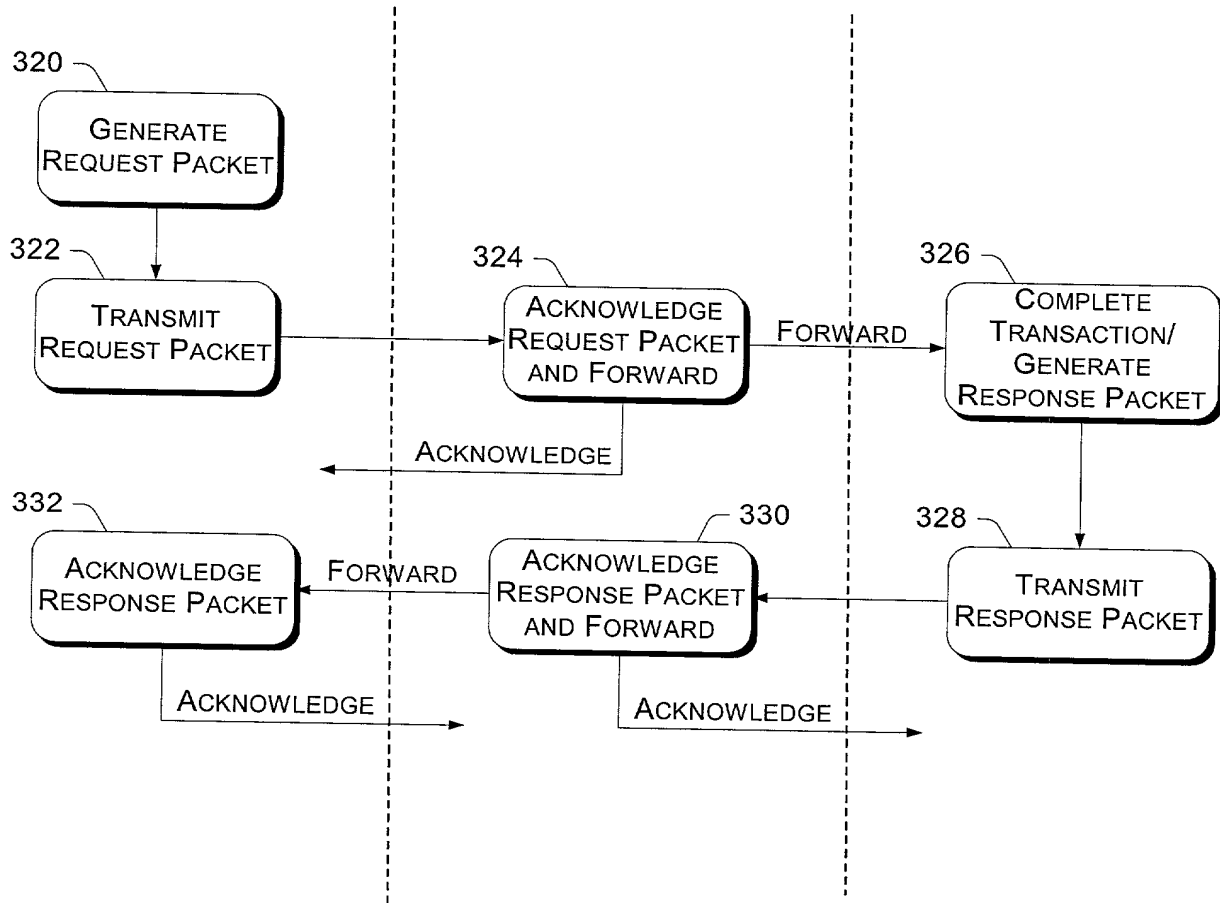 320
GENERATE
REQUEST PACKET
322
TRANSMIT
REQUEST PACKET
324
ACKNOWLEDGE
REQUEST PACKET
AND FORWARD
FORWARD
326
COMPLETE
TRANSACTION/
GENERATE
RESPONSE PACKET
ACKNOWLEDGE
332
ACKNOWLEDGE
RESPONSE PACKET
FORWARD
330
ACKNOWLEDGE
RESPONSE PACKET
AND FORWARD
328
TRANSMIT
RESPONSE PACKET
ACKNOWLEDGE
ACKNOWLEDGE